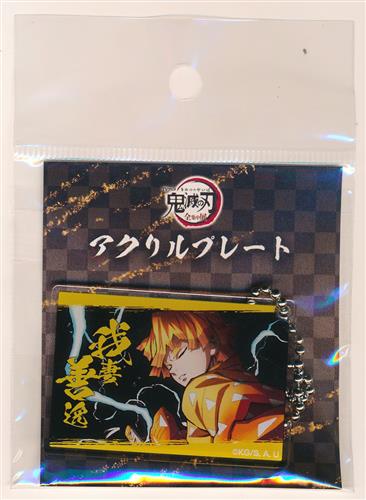 鬼滅の刃
全集中展
アクリルプレート
我妻
善逸
©KG/S, A, U